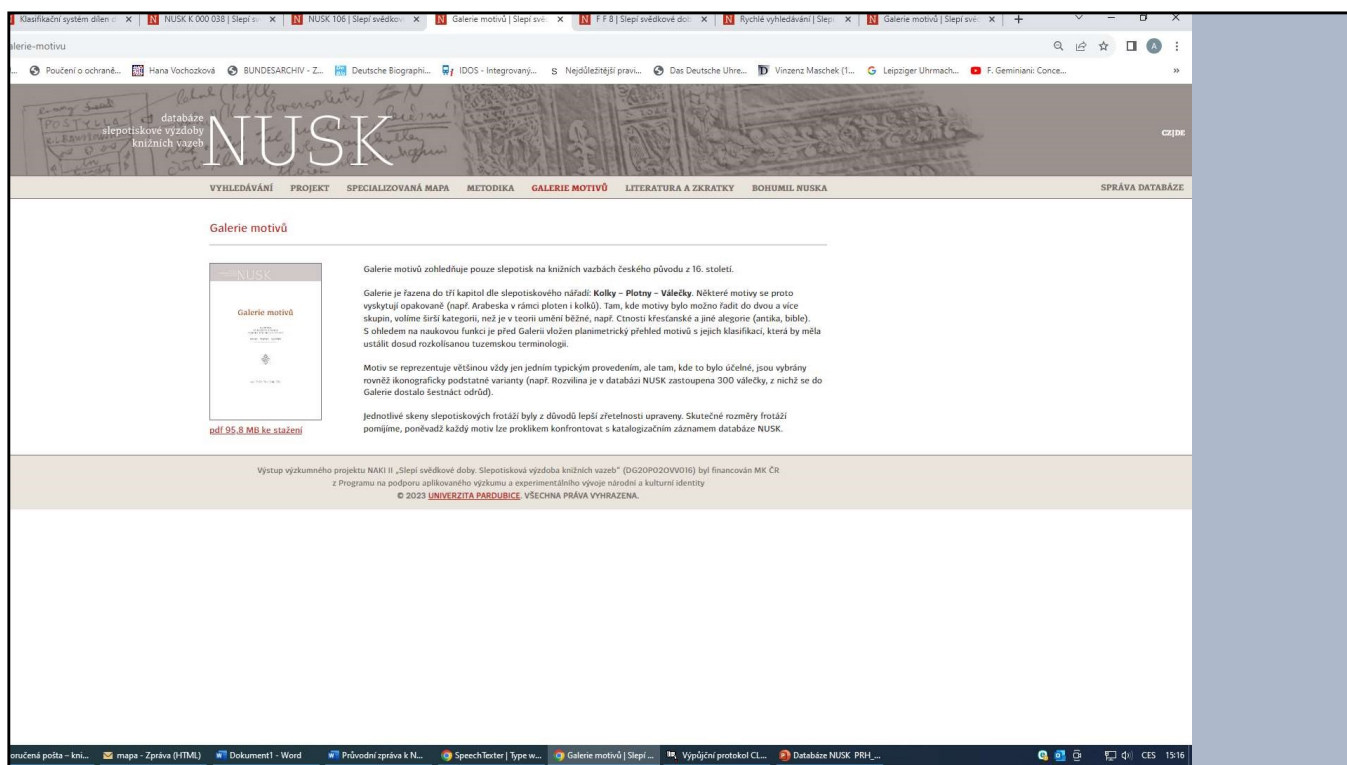 Klasifikační systém dílen
NUSK K 000 038 | Slepí sv
NUSK 106 | Slepí svědkov
Galerie motivů | Slepí svě
F F 8 | Slepí svědkové dob
Rychlé vyhledávání | Slepí
Galerie motivů | Slepí svě
alerie-motivu
Poučení o ochraně...
Hana Vochozková
BUNDESARCHIV - Z...
Deutsche Biographi...
IDOS - Integrovaný...
Nejdůležitější pravi...
Das Deutsche Uhre...
Vinzenz Maschek (1...
Leipziger Uhrmach...
F. Geminiani: Conce...
databáze
slepotiskové výzdoby
knižních vazeb
NUSK
CZ|DE
VYHLEDÁVÁNÍ PROJEKT SPECIALIZOVANÁ MAPA METODIKA GALERIE MOTIVŮ LITERATURA A ZKRATKY BOHUMIL NUSKA SPRÁVA DATABÁZE
Galerie motivů
NUSK
Galerie motivů
pdf 95,8 MB ke stažení
Galerie motivů zohledňuje pouze slepotisk na knižních vazbách českého původu z 16. století.
Galerie je řazena do tří kapitol dle slepotiskového nářadí: Kolky – Plotny – Válečky. Některé motivy se proto
vyskytují opakovaně (např. Arabeska v rámci ploten i kolků). Tam, kde motivy bylo možno řadit do dvou a více
skupin, volíme širší kategorii, než je v teorii umění běžné, např. Ctnosti křesťanské a jiné alegorie (antika, bible).
S ohledem na naukovou funkci je před Galerii vložen planimetrický přehled motivů s jejich klasifikací, která by měla
ustálit dosud rozkolísanou tuzemskou terminologii.
Motiv se reprezentuje většinou vždy jen jedním typickým provedením, ale tam, kde to bylo účelné, jsou vybrány
rovněž ikonograficky podstatné varianty (např. Rozvilina je v databázi NUSK zastoupena 300 válečky, z nichž se do
Galerie dostalo šestnáct odrůd).
Jednotlivé skeny slepotiskových frotáží byly z důvodů lepší zřetelnosti upraveny. Skutečné rozměry frotáží
pomíjíme, poněvadž každý motiv lze proklikem konfrontovat s katalogizačním záznamem databáze NUSK.
Výstup výzkumného projektu NAKI II „Slepí svědkové doby. Slepotisková výzdoba knižních vazeb" (DG20P02OVV016) byl financován MK ČR
z Programu na podporu aplikovaného výzkumu a experimentálního vývoje národní a kulturní identity
© 2023 UNIVERZITA PARDUBICE. VŠECHNA PRÁVA VYHRAZENA.
oručená pošta – kni...
mapa - Zpráva (HTML)
Dokument1 - Word
Průvodní zpráva k N...
SpeechTexter | Type w...
Galerie motivů | Slepí ...
Výpůjční protokol CL...
Databáze NUSK PRH_...
CES 15:16